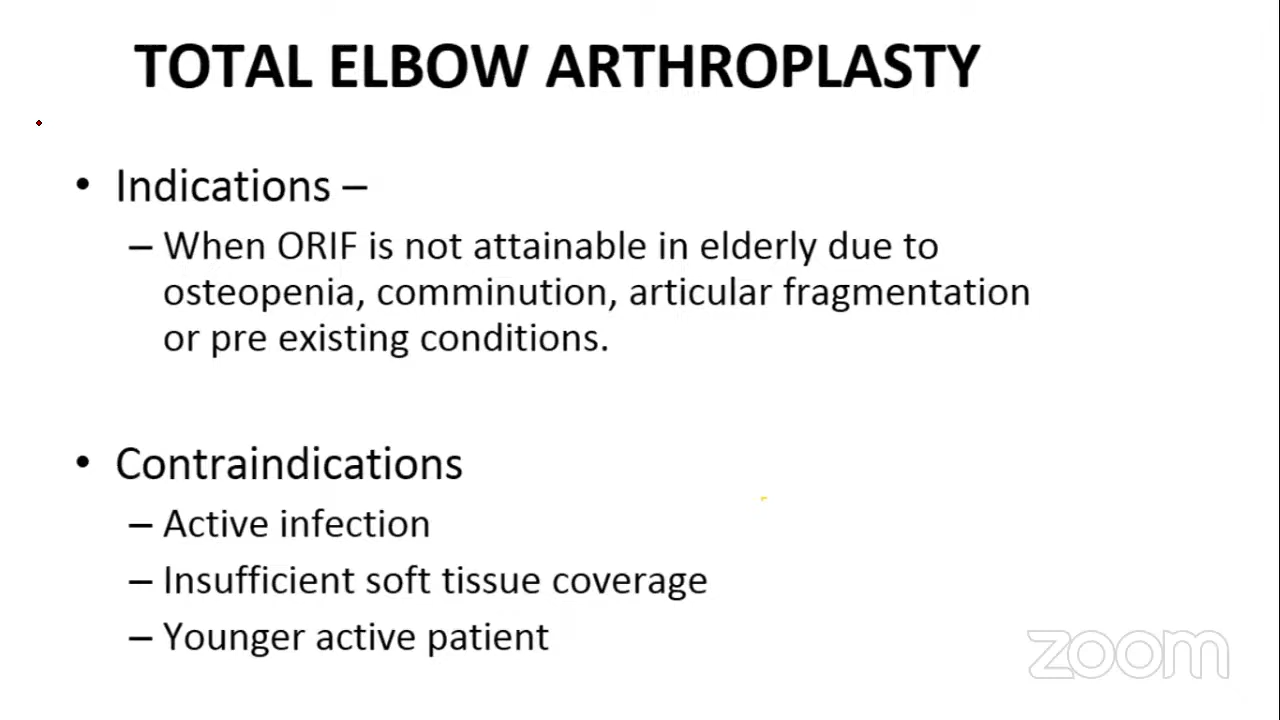 TOTAL ELBOW ARTHROPLASTY
• Indications –
– When ORIF is not attainable in elderly due to
osteopenia, comminution, articular fragmentation
or pre existing conditions.
• Contraindications
– Active infection
– Insufficient soft tissue coverage
– Younger active patient
zoom